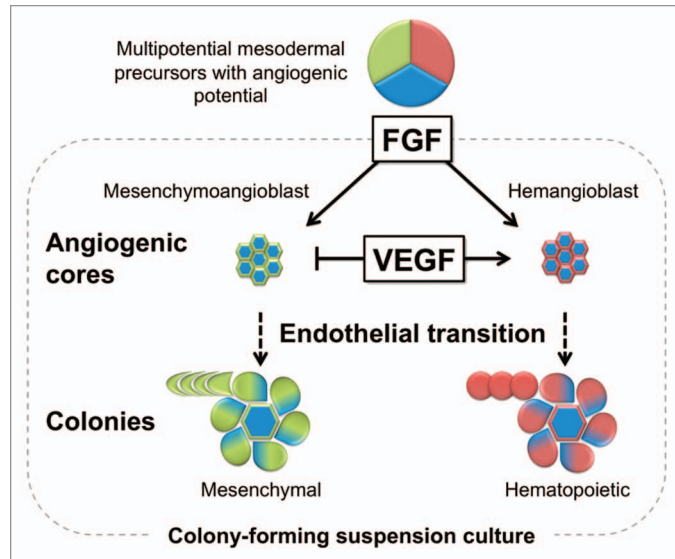 Multipotential mesodermal
precursors with angiogenic
potential
FGF
Mesenchymoangioblast
Hemangioblast
Angiogenic
cores
VEGF
Endothelial transition
Colonies
Mesenchymal
Hematopoietic
Colony-forming suspension culture